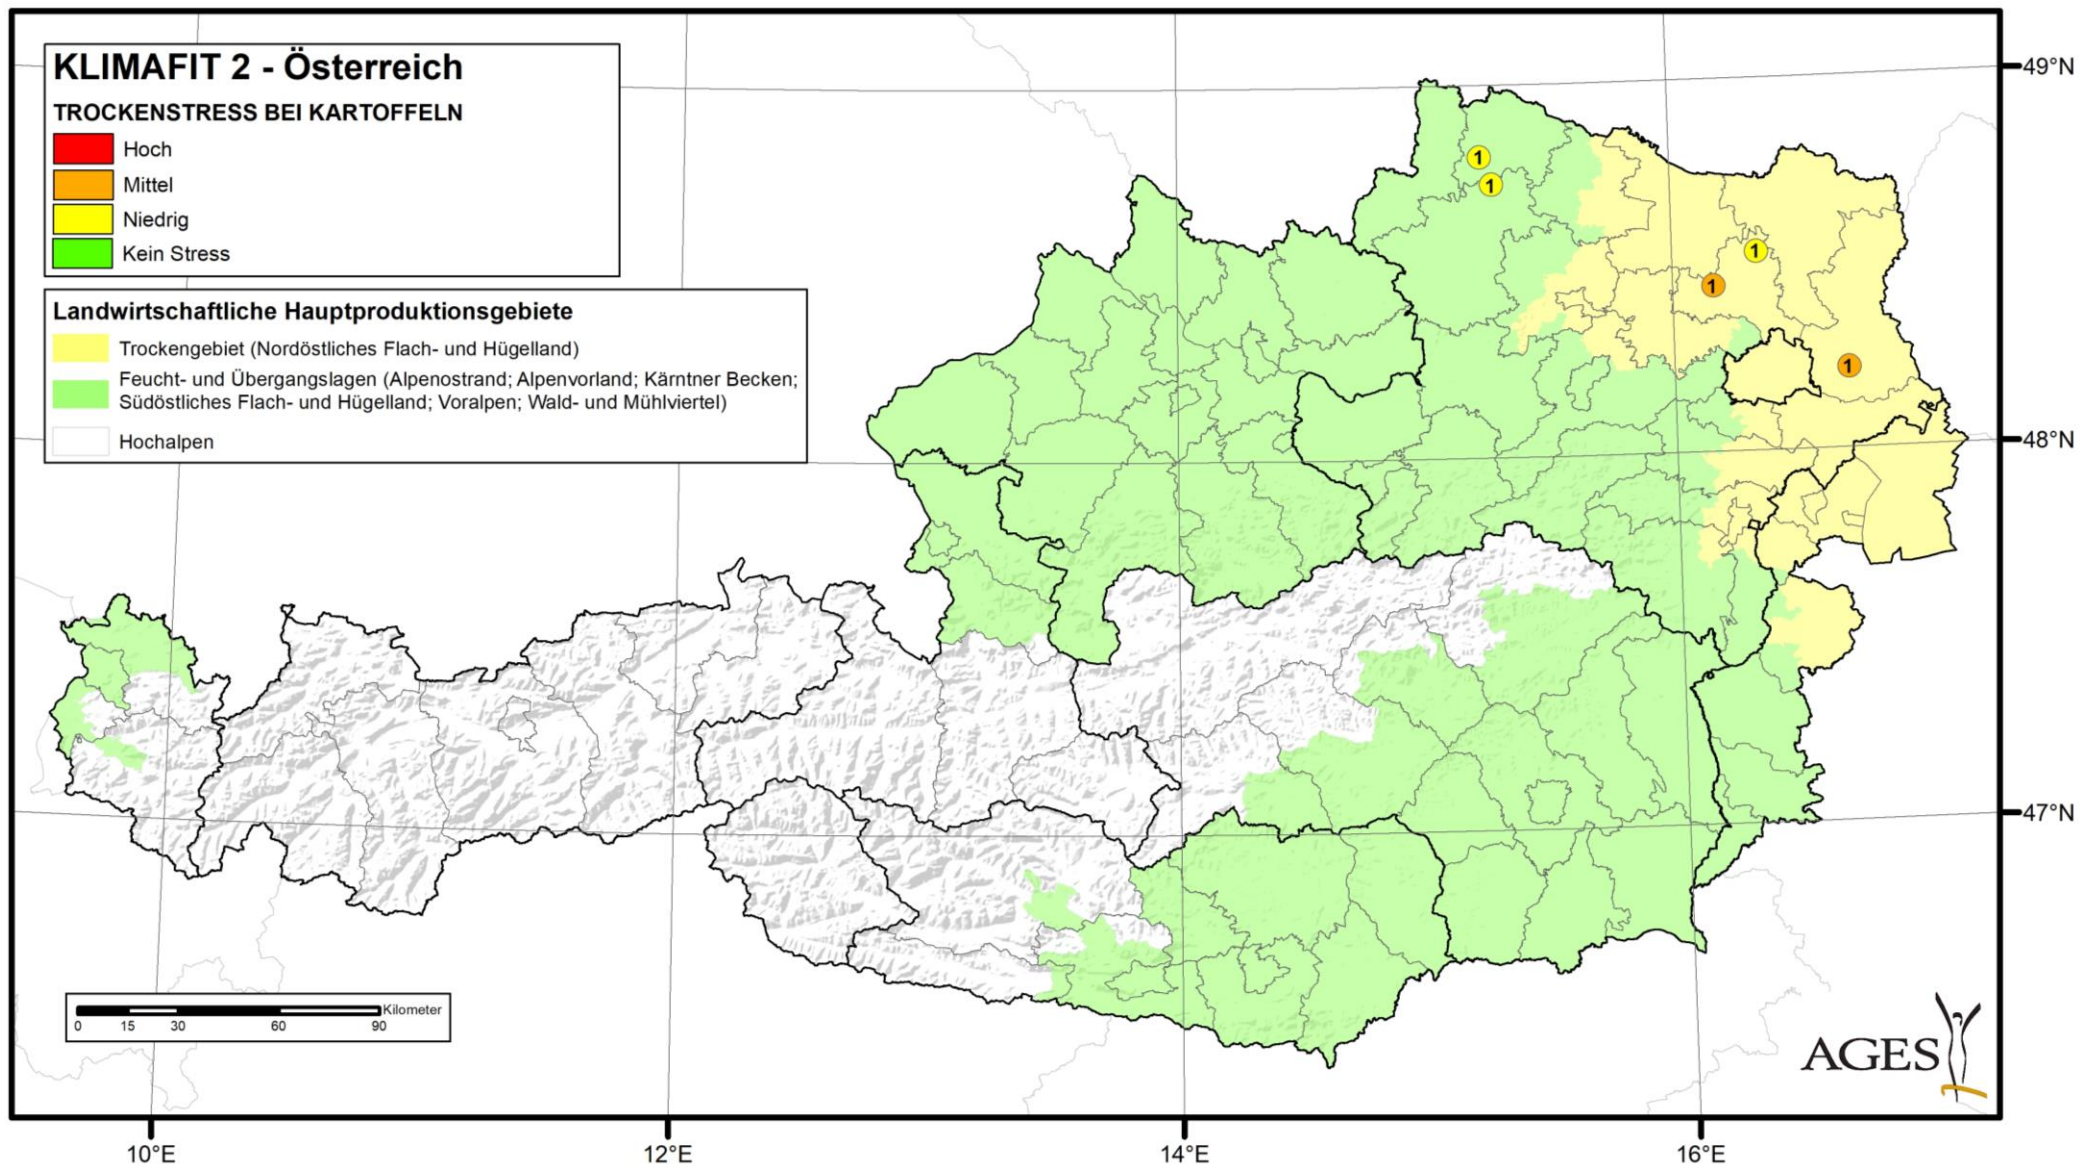 KLIMAFIT 2 - Österreich
TROCKENSTRESS BEI KARTOFFELN
Hoch
Mittel
Niedrig
Kein Stress
Landwirtschaftliche Hauptproduktionsgebiete
Trockengebiet (Nordöstliches Flach- und Hügelland)
Feucht- und Übergangslagen (Alpenostrand; Alpenvorland; Kärntner Becken;
Südöstliches Flach- und Hügelland; Voralpen; Wald- und Mühlviertel)
Hochalpen
49°N
1
1
1
1
1
48°N
47°N
Kilometer
0 15 30 60 90
AGES
10°E 12°E 14°E 16°E